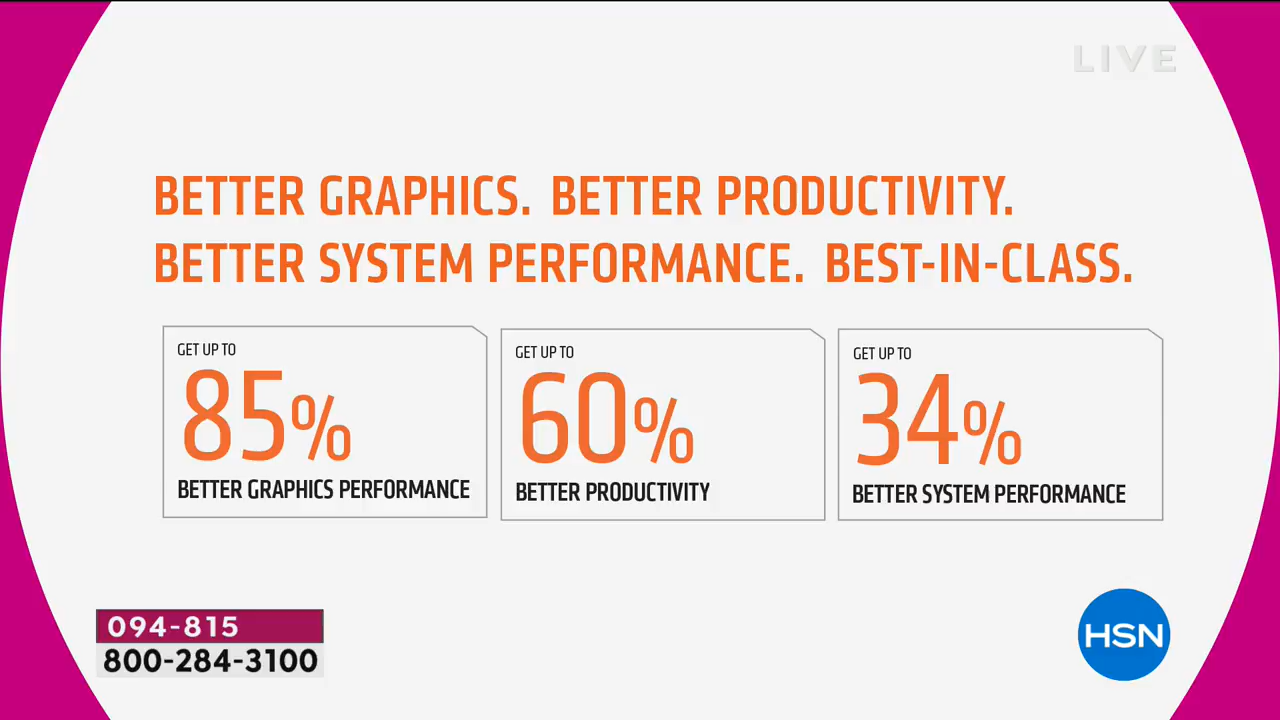 LIVE
BETTER GRAPHICS. BETTER PRODUCTIVITY.
BETTER SYSTEM PERFORMANCE. BEST-IN-CLASS.
GET UP TO
85%
BETTER GRAPHICS PERFORMANCE
GET UP TO
60%
BETTER PRODUCTIVITY
GET UP TO
34%
BETTER SYSTEM PERFORMANCE
094-815
800-284-3100
HSN